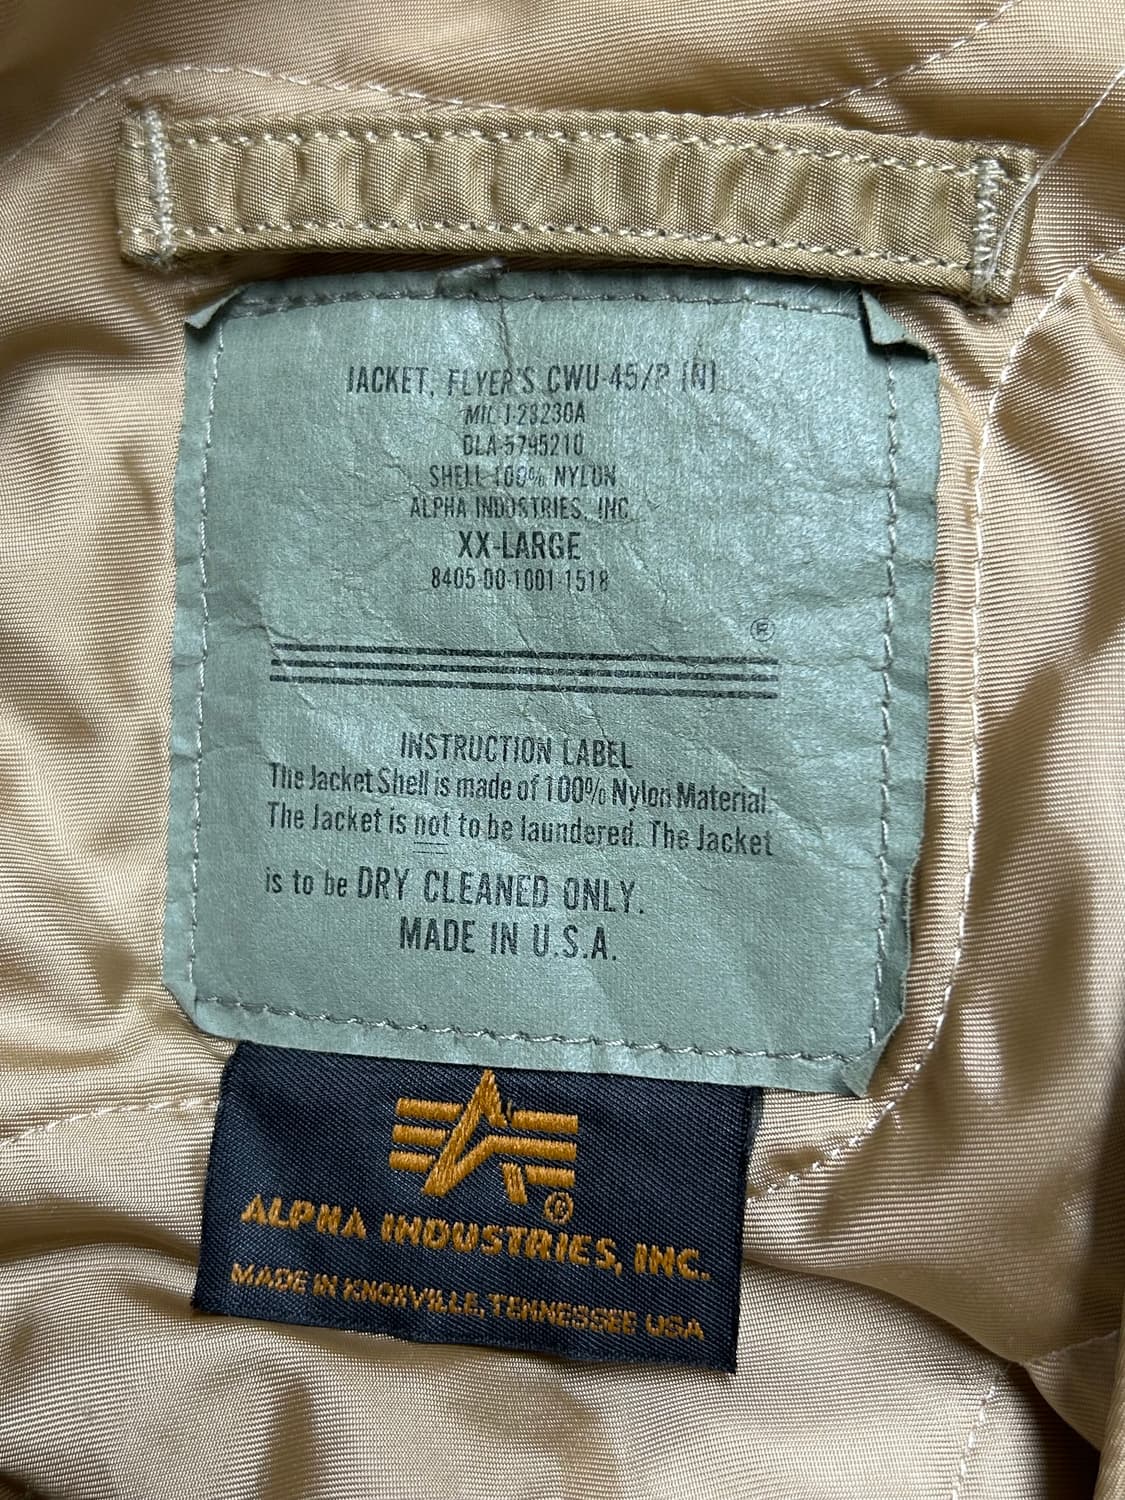 JACKET, FLYER'S CWU-45/P (N)
MIL-J-23230A
DLA-5795210
SHELL-100% NYLON
ALPHA INDUSTRIES, INC.
XX-LARGE
8405-00-1001-1518
®
INSTRUCTION LABEL
The Jacket Shell is made of 100% Nylon Material.
The Jacket is not to be laundered. The Jacket
is to be DRY CLEANED ONLY.
MADE IN U.S.A.
®
ALPHA INDUSTRIES, INC.
MADE IN KNOXVILLE, TENNESSEE USA